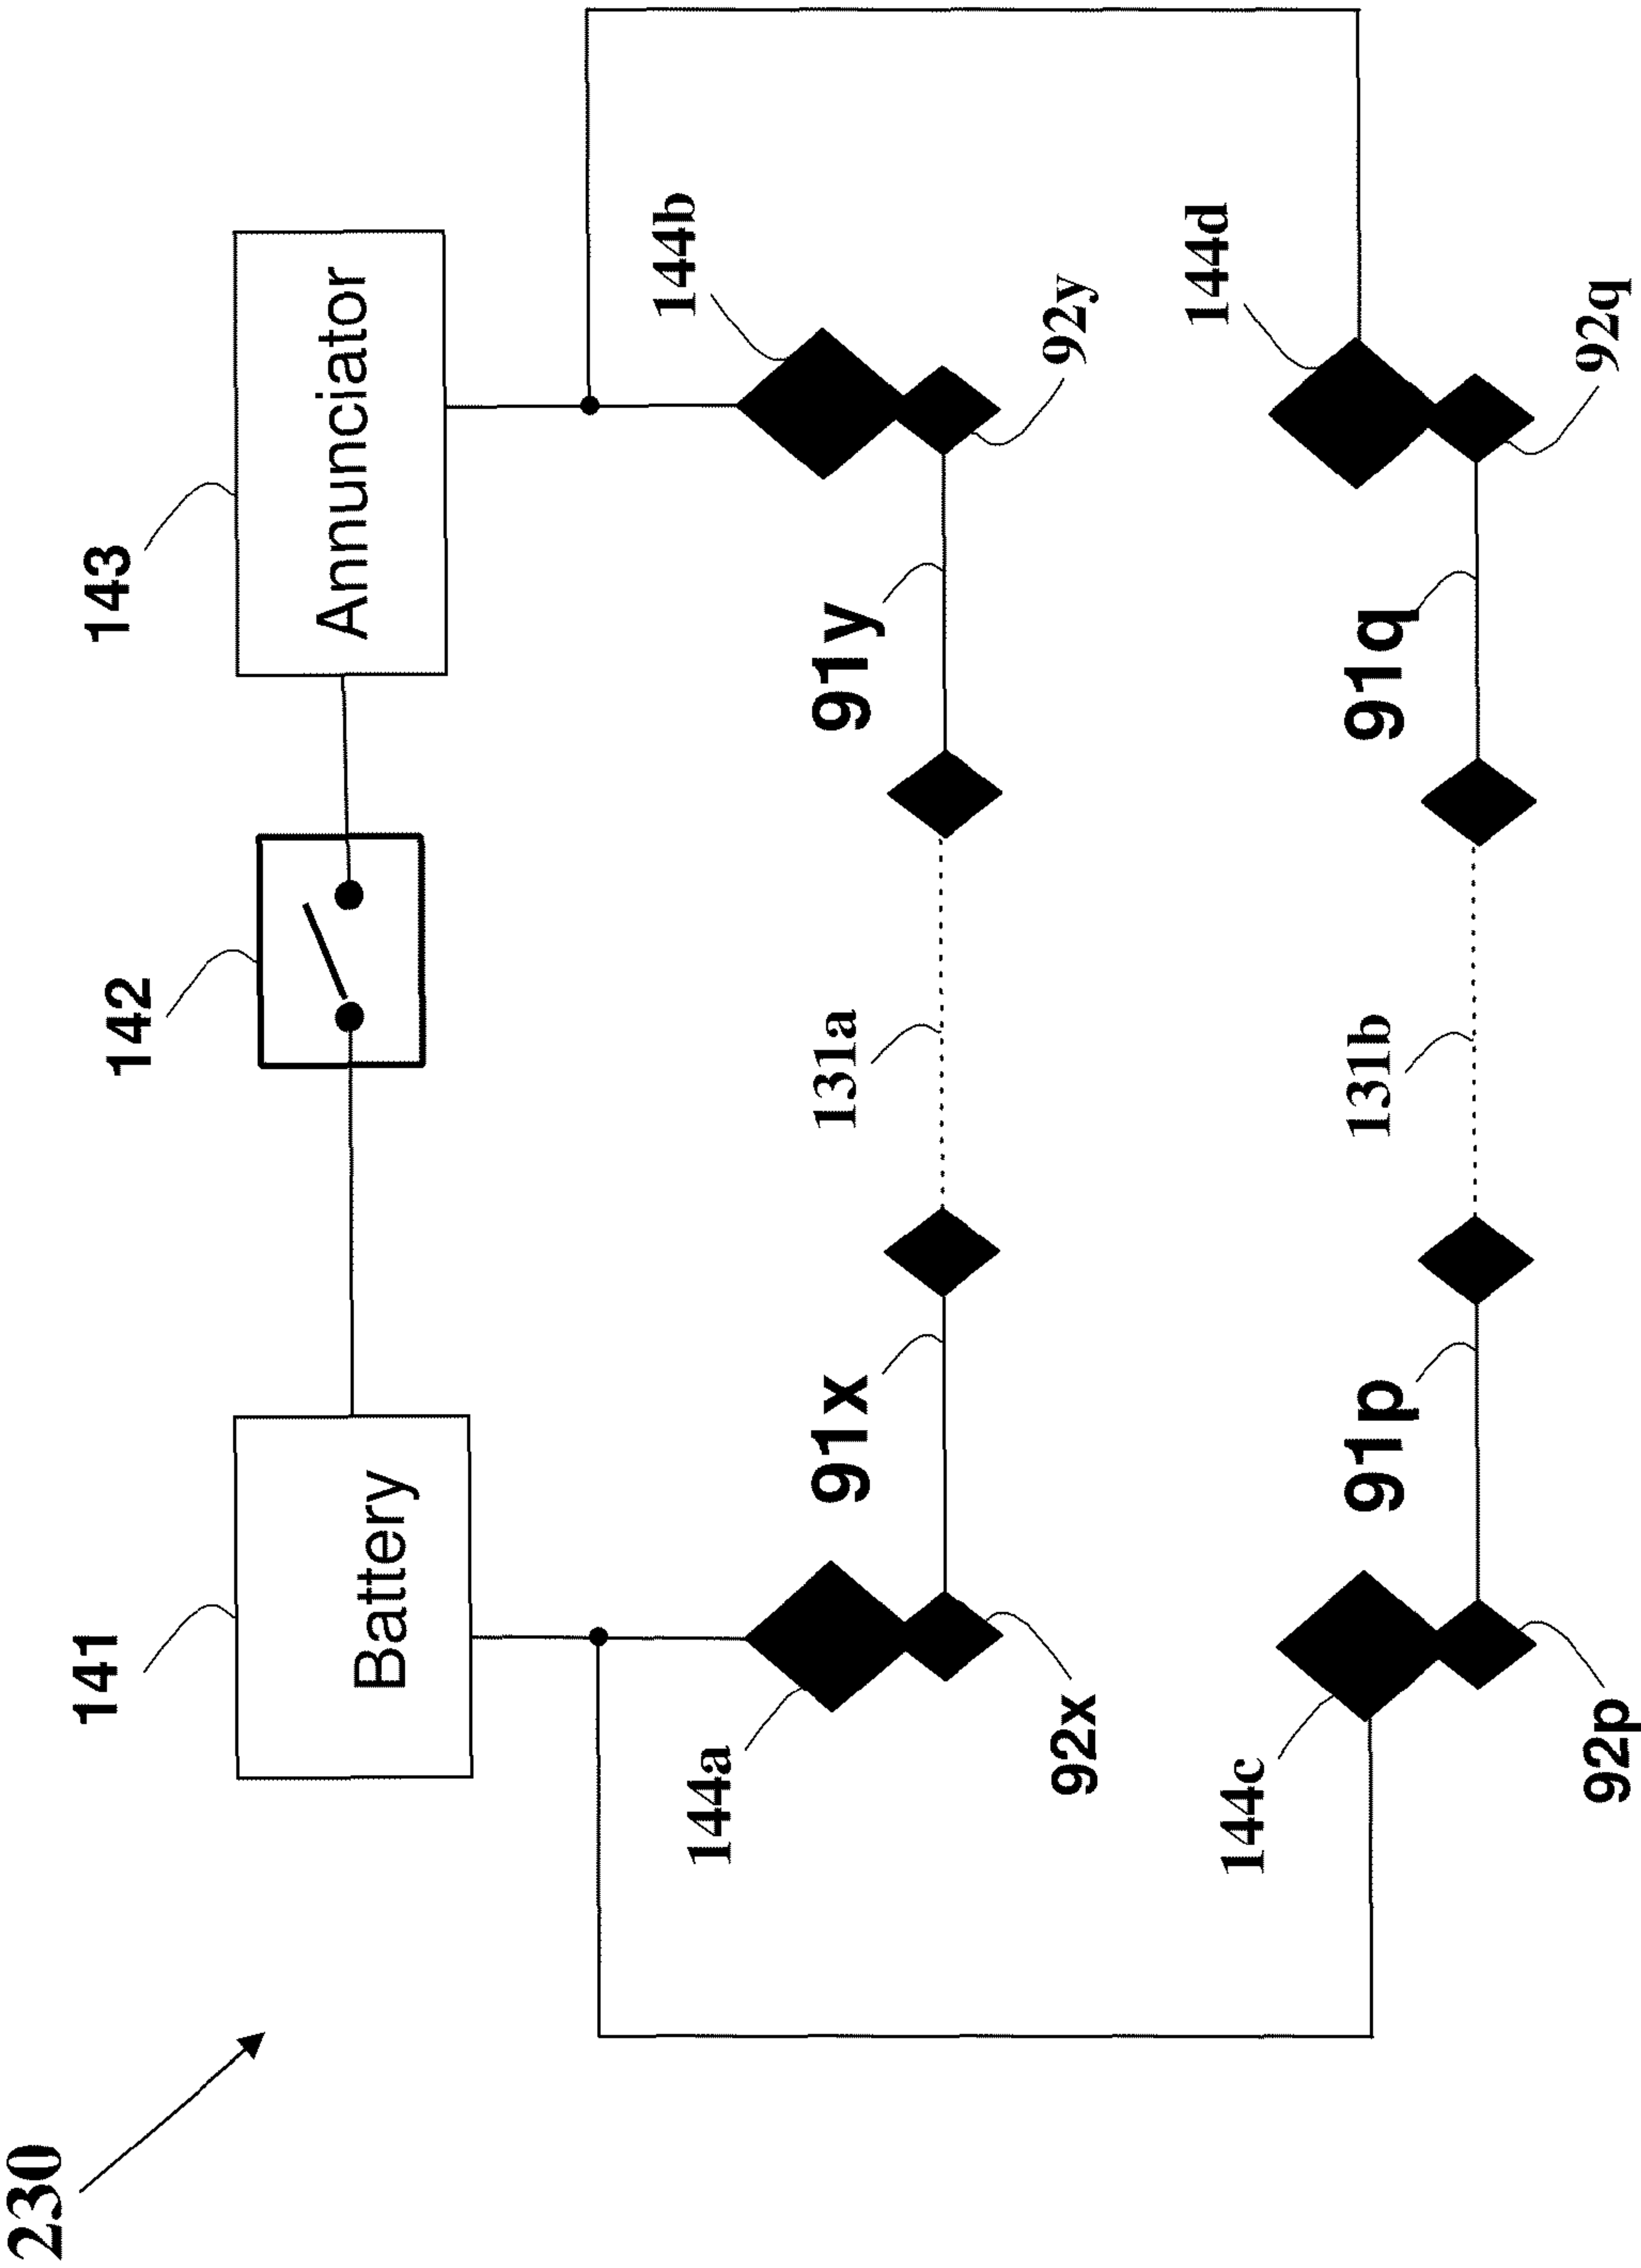 230
141
142
143
Battery
Annunciator
144a
144b
91x
131a
91y
92x
92y
144c
144d
91p
131b
91q
92p
92q